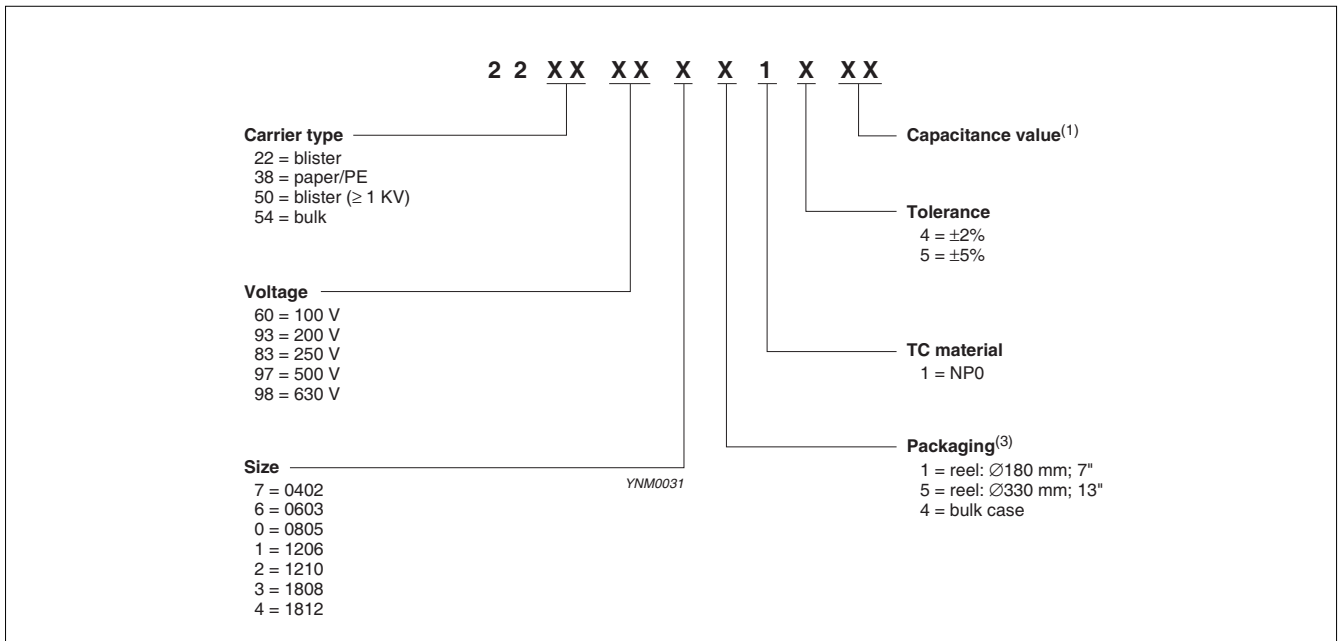 2 2 X X X X X X 1 X X X
Carrier type
22 = blister
38 = paper/PE
50 = blister (≥ 1 KV)
54 = bulk
Voltage
60 = 100 V
93 = 200 V
83 = 250 V
97 = 500 V
98 = 630 V
Size
7 = 0402
6 = 0603
0 = 0805
1 = 1206
2 = 1210
3 = 1808
4 = 1812
YNM0031
Capacitance value(1)
Tolerance
4 = ±2%
5 = ±5%
TC material
1 = NP0
Packaging(3)
1 = reel: ∅180 mm; 7"
5 = reel: ∅330 mm; 13"
4 = bulk case